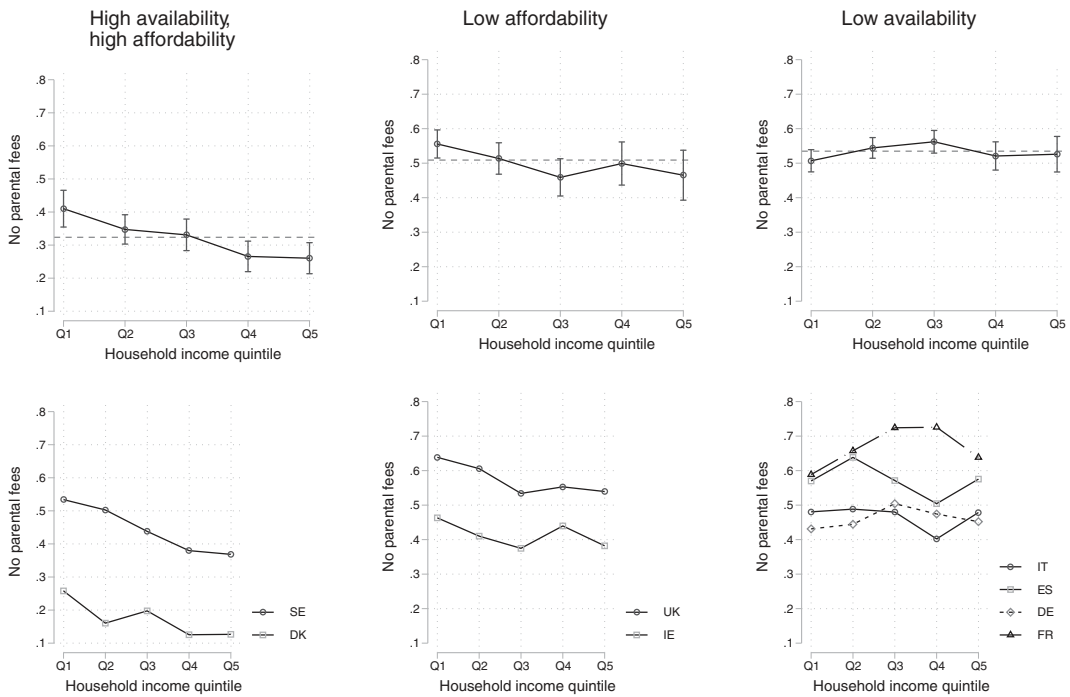 High availability,
high affordability
No parental fees
.8
.7
.6
.5
.4
.3
.2
.1
Q1 Q2 Q3 Q4 Q5
Household income quintile
Low affordability
No parental fees
.8
.7
.6
.5
.4
.3
.2
.1
Q1 Q2 Q3 Q4 Q5
Household income quintile
Low availability
No parental fees
.8
.7
.6
.5
.4
.3
.2
.1
Q1 Q2 Q3 Q4 Q5
Household income quintile
No parental fees
.8
.7
.6
.5
.4
.3
.2
.1
Q1 Q2 Q3 Q4 Q5
Household income quintile
SE
DK
No parental fees
.8
.7
.6
.5
.4
.3
.2
.1
Q1 Q2 Q3 Q4 Q5
Household income quintile
UK
IE
No parental fees
.8
.7
.6
.5
.4
.3
.2
.1
Q1 Q2 Q3 Q4 Q5
Household income quintile
IT
ES
DE
FR